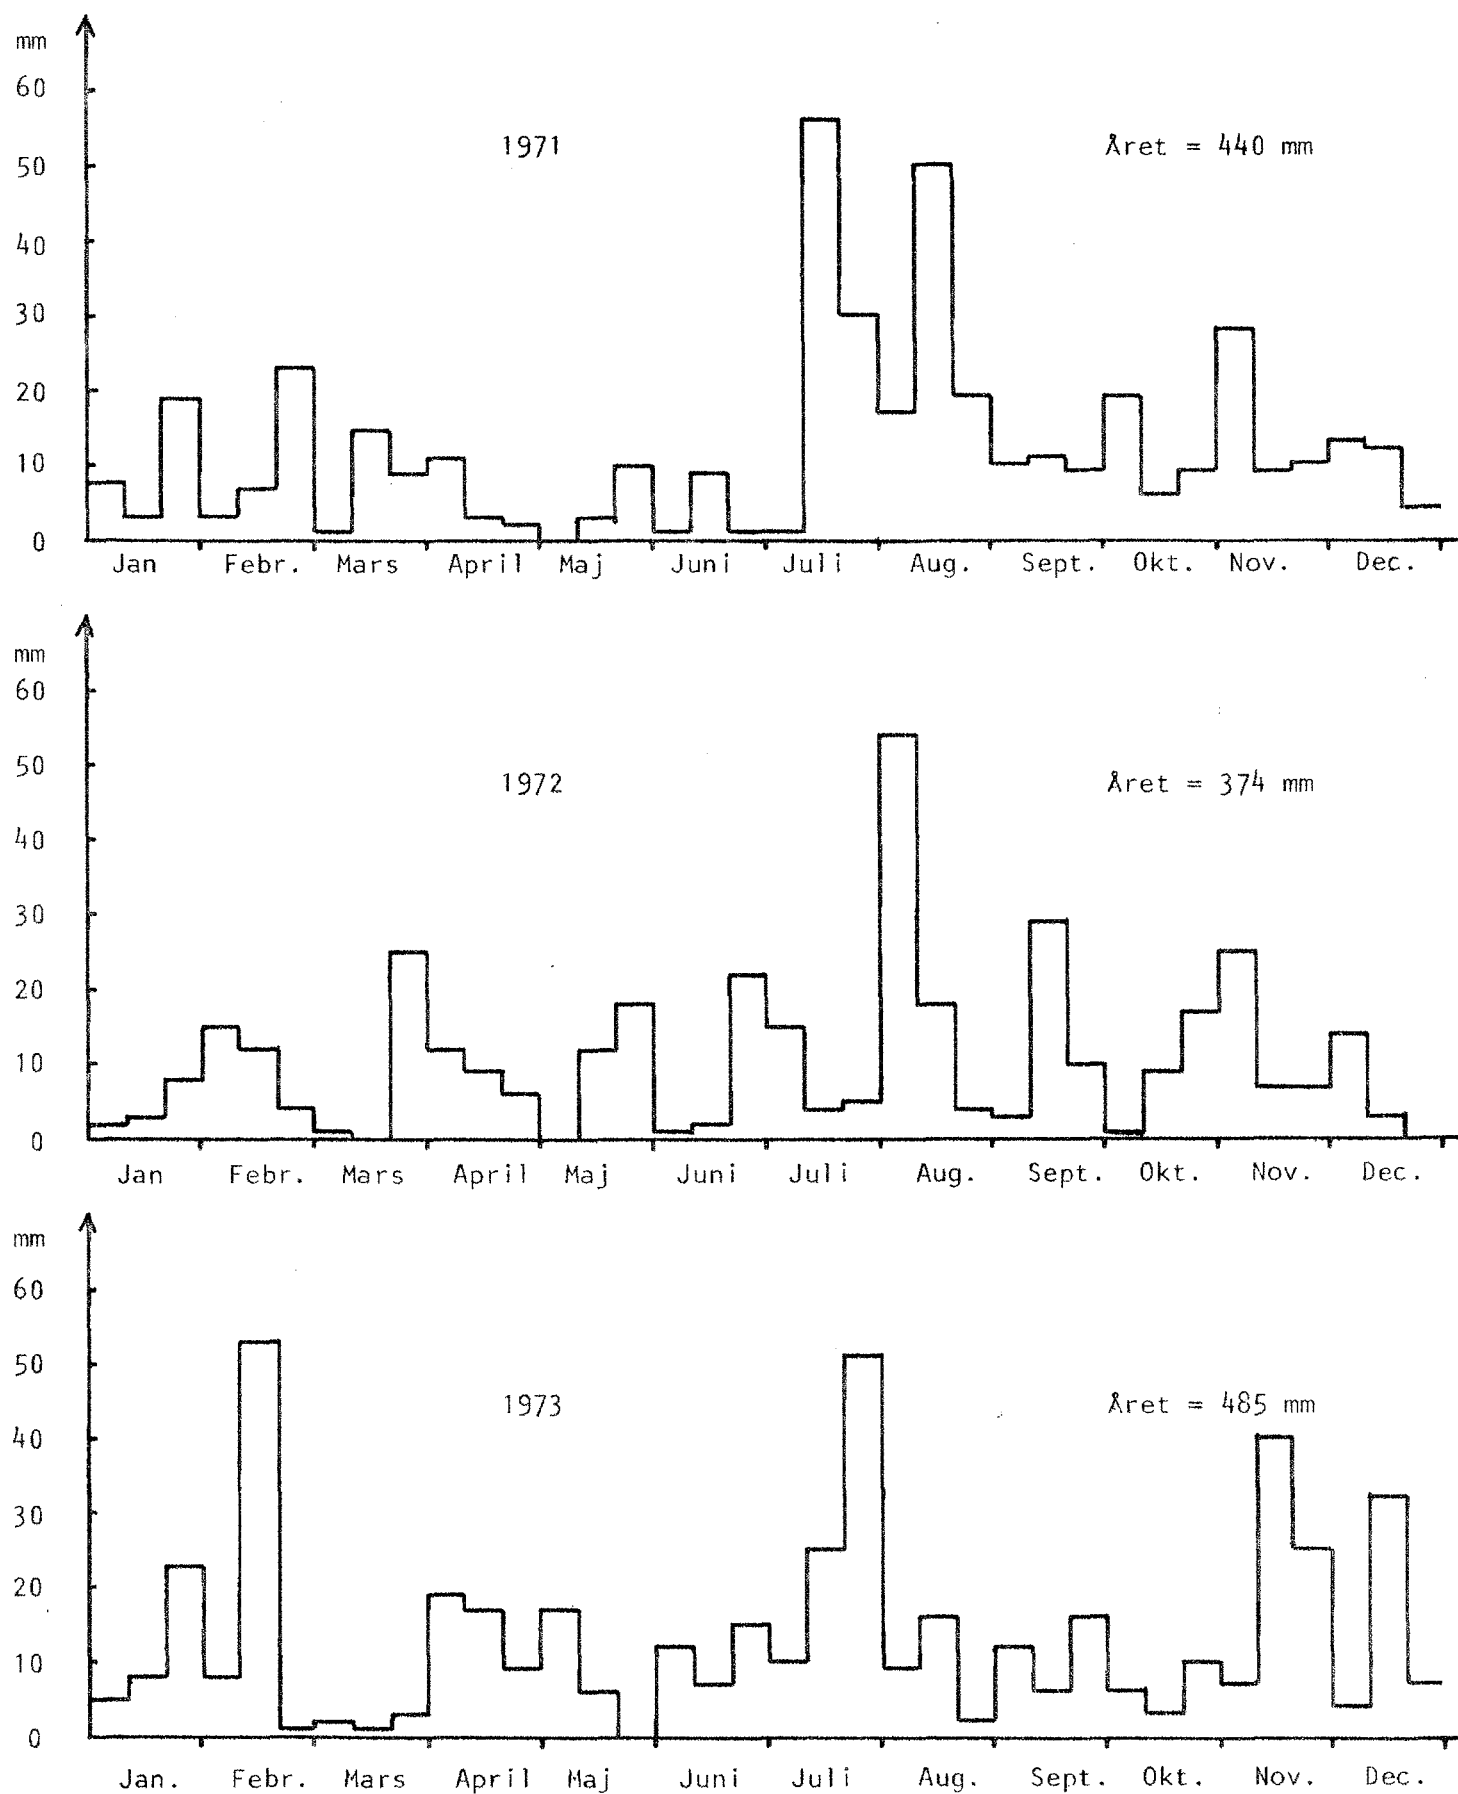 mm
60
1971 Året = 440 mm
50
40
30
20
10
0
Jan Febr. Mars April Maj Juni Juli Aug. Sept. Okt. Nov. Dec.
mm
60
50
1972 Året = 374 mm
40
30
20
10
0
Jan Febr. Mars April Maj Juni Juli Aug. Sept. Okt. Nov. Dec.
mm
60
50
1973 Året = 485 mm
40
30
20
10
0
Jan. Febr. Mars April Maj Juni Juli Aug. Sept. Okt. Nov. Dec.